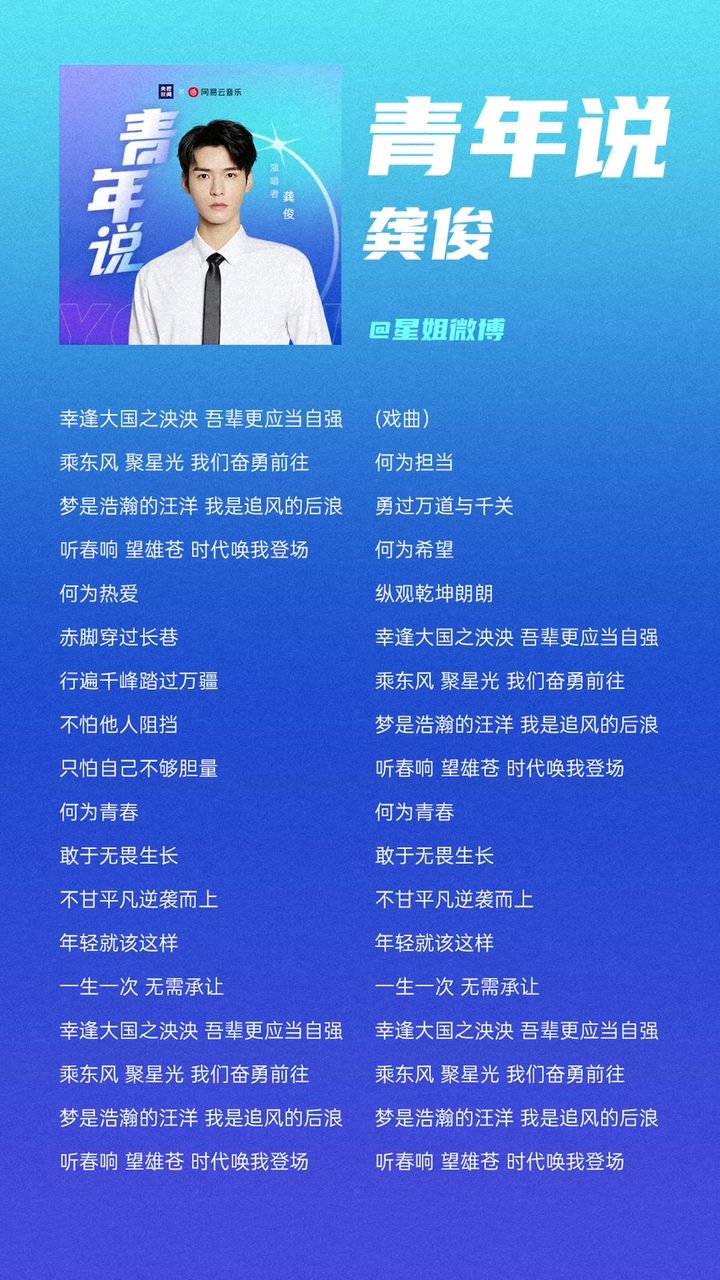 央视新闻 × 网易云音乐
青年说
演唱者
龚俊
青年说
龚俊
@星姐微博
幸逢大国之泱泱 吾辈更应当自强
乘东风 聚星光 我们奋勇前往
梦是浩瀚的汪洋 我是追风的后浪
听春响 望雄苍 时代唤我登场
何为热爱
赤脚穿过长巷
行遍千峰踏过万疆
不怕他人阻挡
只怕自己不够胆量
何为青春
敢于无畏生长
不甘平凡逆袭而上
年轻就该这样
一生一次 无需承让
幸逢大国之泱泱 吾辈更应当自强
乘东风 聚星光 我们奋勇前往
梦是浩瀚的汪洋 我是追风的后浪
听春响 望雄苍 时代唤我登场
(戏曲)
何为担当
勇过万道与千关
何为希望
纵观乾坤朗朗
幸逢大国之泱泱 吾辈更应当自强
乘东风 聚星光 我们奋勇前往
梦是浩瀚的汪洋 我是追风的后浪
听春响 望雄苍 时代唤我登场
何为青春
敢于无畏生长
不甘平凡逆袭而上
年轻就该这样
一生一次 无需承让
幸逢大国之泱泱 吾辈更应当自强
乘东风 聚星光 我们奋勇前往
梦是浩瀚的汪洋 我是追风的后浪
听春响 望雄苍 时代唤我登场